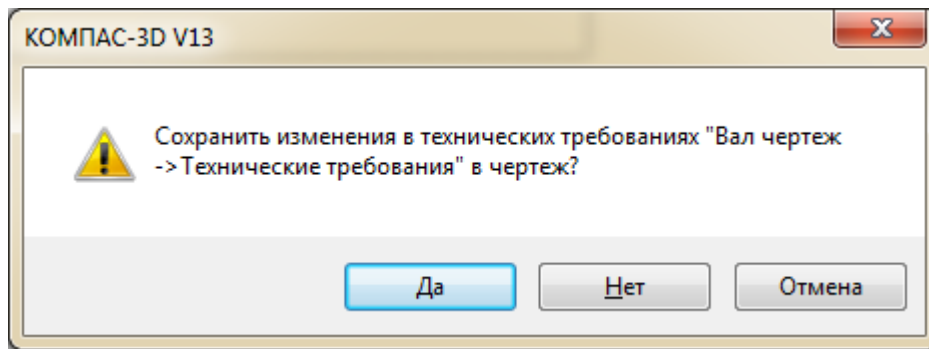 КОМПАС-3D V13
Сохранить изменения в технических требованиях "Вал чертеж
->Технические требования" в чертеж?
Да
Нет
Отмена